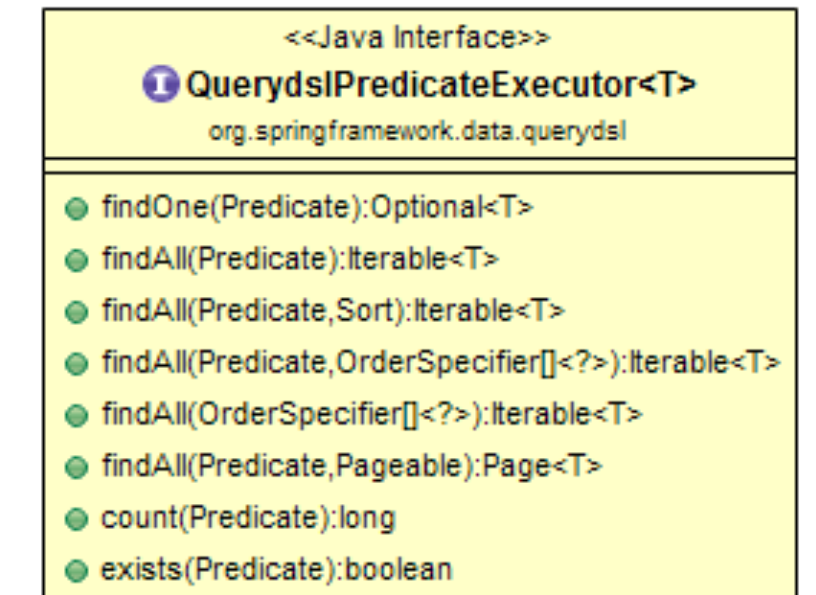 <<Java Interface>>
I QuerydslPredicateExecutor<T>
org.springframework.data.querydsl
findOne(Predicate):Optional<T>
findAll(Predicate):Iterable<T>
findAll(Predicate,Sort):Iterable<T>
findAll(Predicate,OrderSpecifier[]<?>):Iterable<T>
findAll(OrderSpecifier[]<?>):Iterable<T>
findAll(Predicate,Pageable):Page<T>
count(Predicate):long
exists(Predicate):boolean